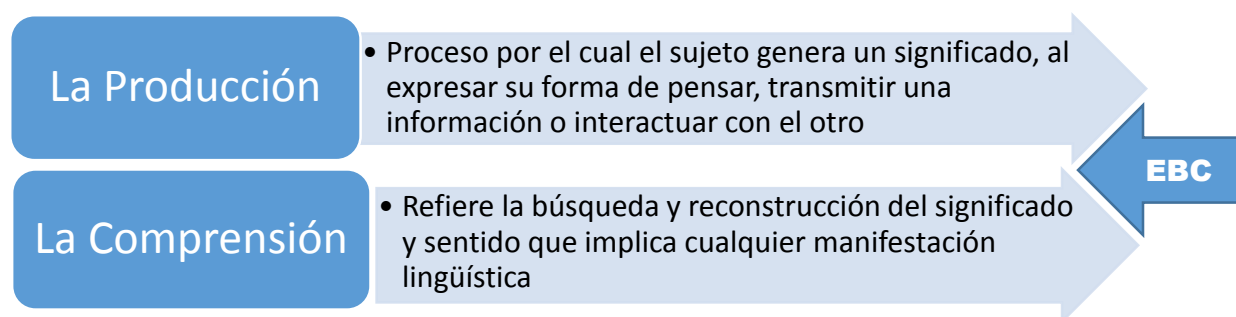 La Producción
• Proceso por el cual el sujeto genera un significado, al
expresar su forma de pensar, transmitir una
información o interactuar con el otro
EBC
La Comprensión
• Refiere la búsqueda y reconstrucción del significado
y sentido que implica cualquier manifestación
lingüística